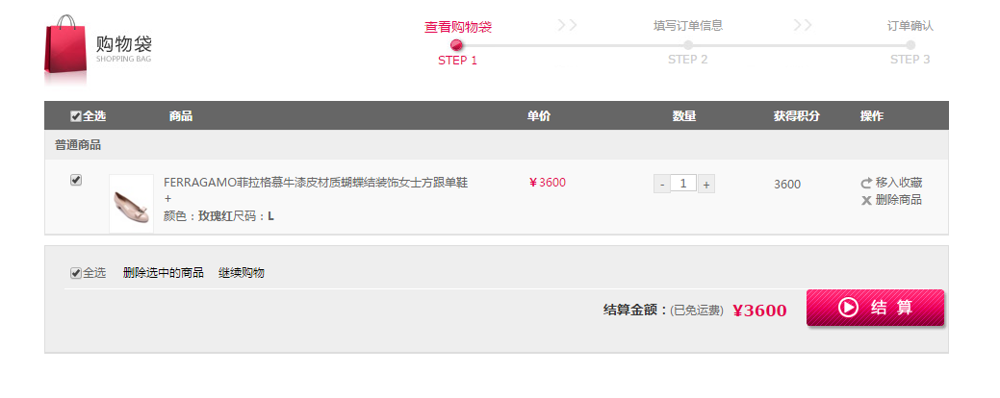 购物袋
SHOPPING BAG
查看购物袋 >> 填写订单信息 >> 订单确认
STEP 1 STEP 2 STEP 3
全选 商品 单价 数量 获得积分 操作
普通商品
FERRAGAMO菲拉格慕牛漆皮材质蝴蝶结装饰女士方跟单鞋 ¥3600 - 1 + 3600 移入收藏
+ 删除商品
颜色：玫瑰红尺码：L
全选 删除选中的商品 继续购物
结算金额：(已免运费) ¥3600 结 算